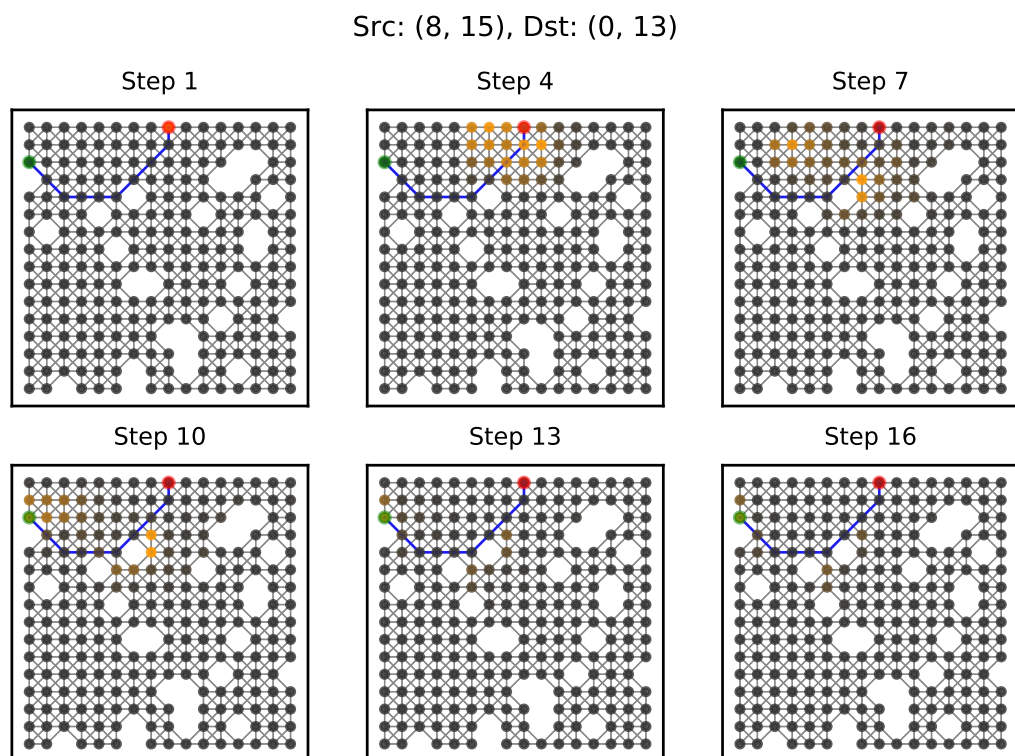 Src: (8, 15), Dst: (0, 13)
Step 1
Step 4
Step 7
Step 10
Step 13
Step 16